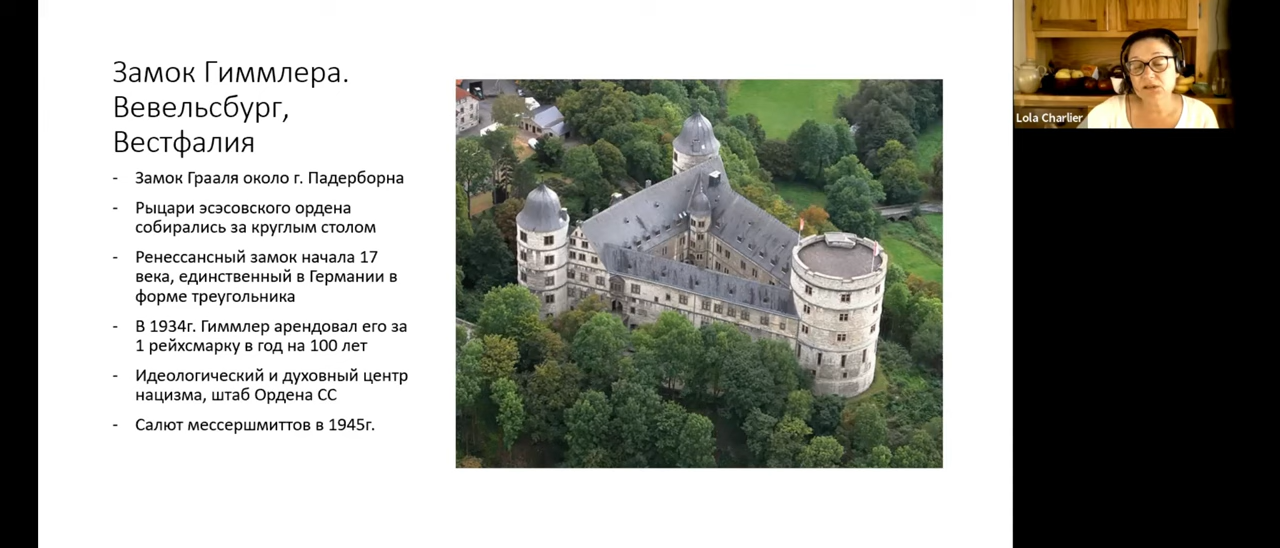 Замок Гиммлера.
Вевельсбург,
Вестфалия
- Замок Грааля около г. Падерборна
- Рыцари эсэсовского ордена
собирались за круглым столом
- Ренессансный замок начала 17
века, единственный в Германии в
форме треугольника
- В 1934г. Гиммлер арендовал его за
1 рейхсмарку в год на 100 лет
- Идеологический и духовный центр
нацизма, штаб Ордена СС
- Салют мессершмиттов в 1945г.
Lola Charlier